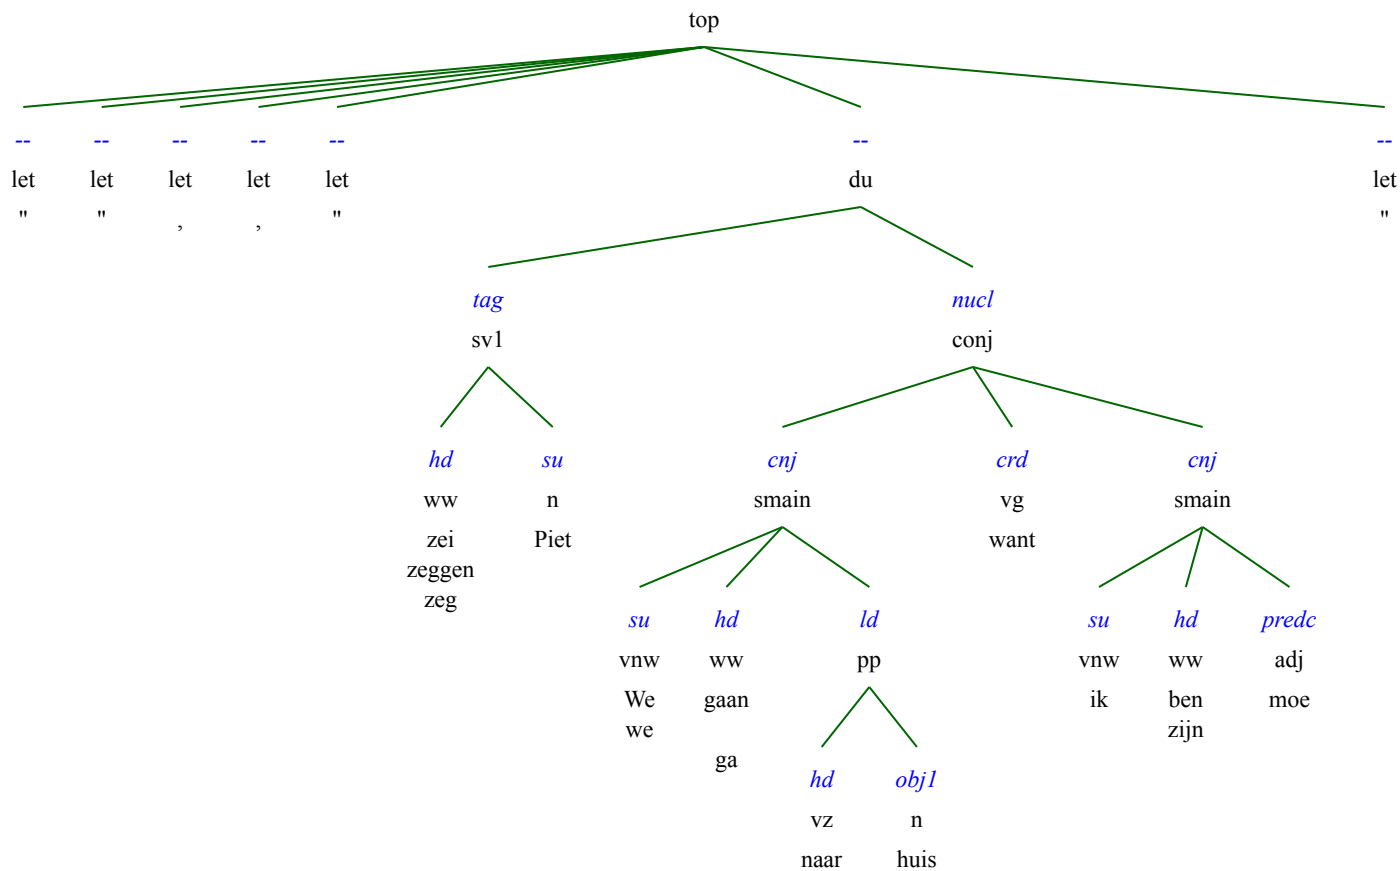 top
-- -- -- -- -- -- --
let let let let let du let
" " , , " "
tag nucl
sv1 conj
hd su cnj crd cnj
ww n smain vg smain
zei Piet want
zeggen
zeg
su hd ld su hd predc
vnw ww pp vnw ww adj
We gaan ik ben moe
we zijn
ga
hd obj1
vz n
naar huis